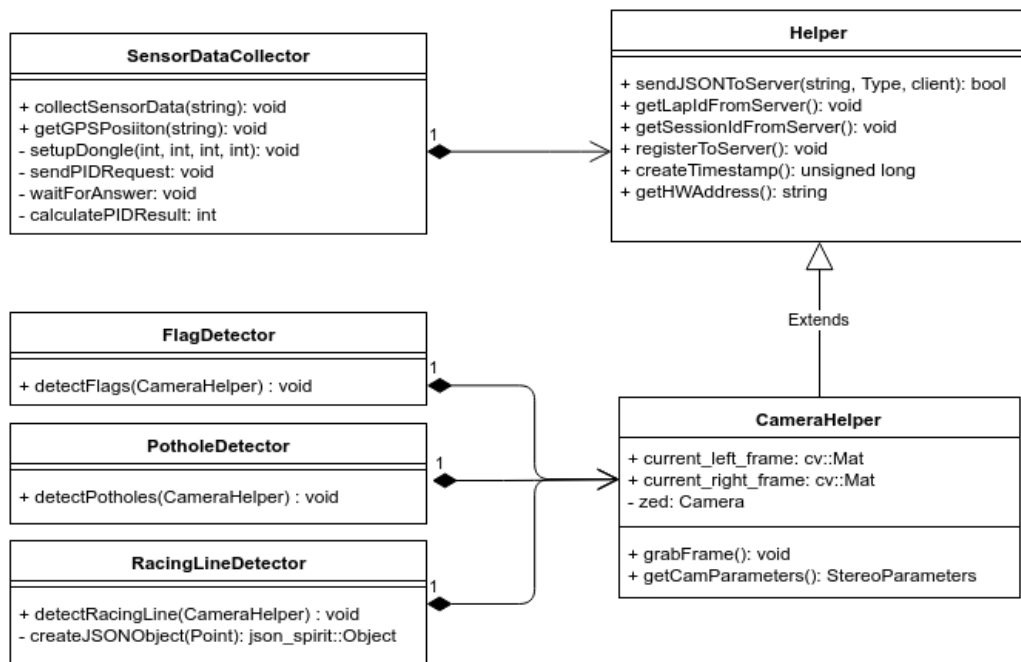 SensorDataCollector
+ collectSensorData(string): void
+ getGPSPosiiton(string): void
- setupDongle(int, int, int, int): void
- sendPIDRequest: void
- waitForAnswer: void
- calculatePIDResult: int
1
Helper
+ sendJSONToServer(string, Type, client): bool
+ getLapIdFromServer(): void
+ getSessionIdFromServer(): void
+ registerToServer(): void
+ createTimestamp(): unsigned long
+ getHWAddress(): string
Extends
FlagDetector
+ detectFlags(CameraHelper) : void
1
PotholeDetector
+ detectPotholes(CameraHelper) : void
1
RacingLineDetector
+ detectRacingLine(CameraHelper) : void
- createJSONObject(Point): json_spirit::Object
1
CameraHelper
+ current_left_frame: cv::Mat
+ current_right_frame: cv::Mat
- zed: Camera
+ grabFrame(): void
+ getCamParameters(): StereoParameters